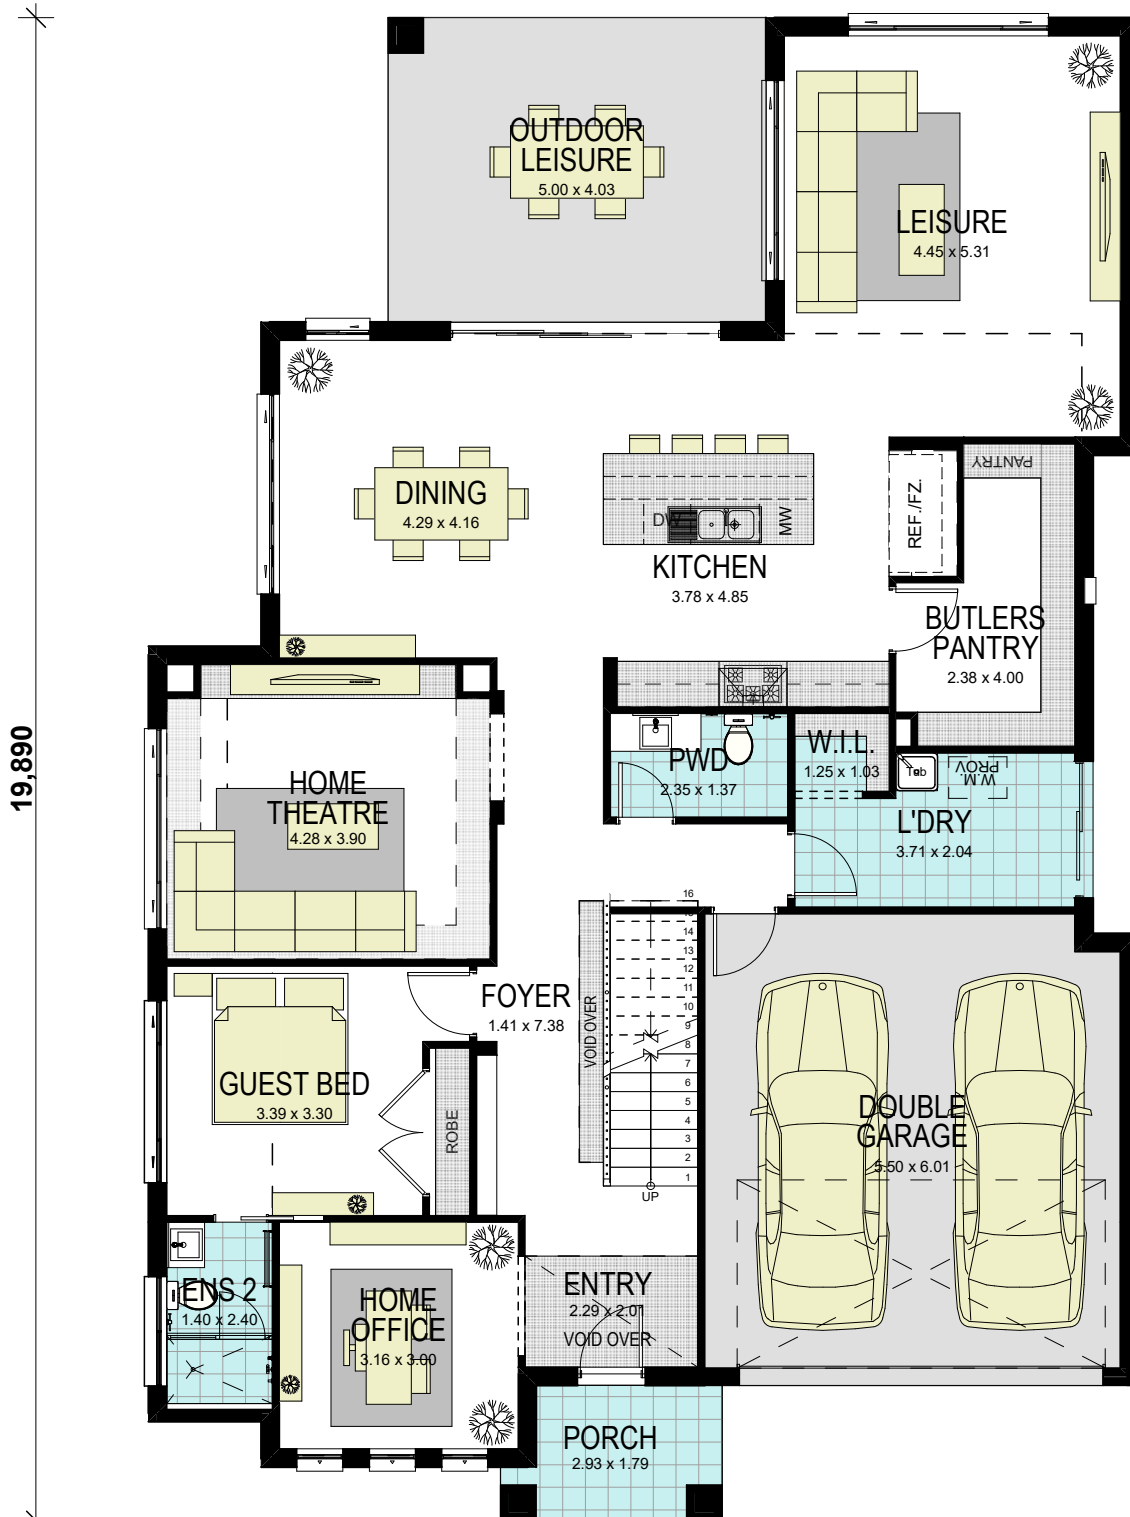 OUTDOOR
LEISURE
5.00 x 4.03
LEISURE
4.45 x 5.31
DINING
4.29 x 4.16
DW
MW
KITCHEN
3.78 x 4.85
REF./FZ.
PANTRY
BUTLERS
PANTRY
2.38 x 4.00
19,890
HOME
THEATRE
4.28 x 3.90
PWD
2.35 x 1.37
W.I.L.
1.25 x 1.03
Tub
W.M.
PROV
L'DRY
3.71 x 2.04
16
15
14
13
12
11
10
9
8
7
6
5
4
3
2
1
UP
VOID OVER
FOYER
1.41 x 7.38
GUEST BED
3.39 x 3.30
ROBE
DOUBLE
GARAGE
5.50 x 6.01
ENS 2
1.40 x 2.40
HOME
OFFICE
3.16 x 3.00
ENTRY
2.29 x 2.0
VOID OVER
PORCH
2.93 x 1.79